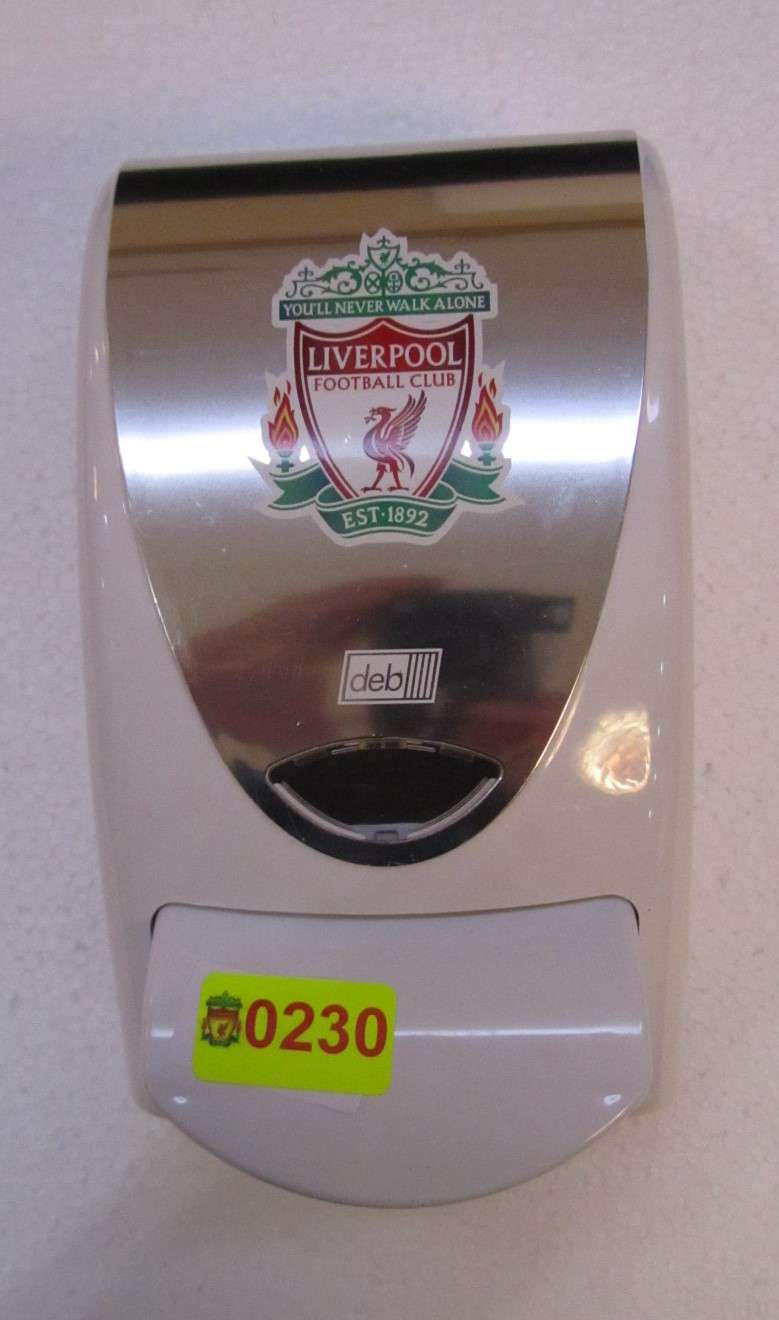 YOU'LL NEVER WALK ALONE
LIVERPOOL
FOOTBALL CLUB
EST·1892
deb
0230